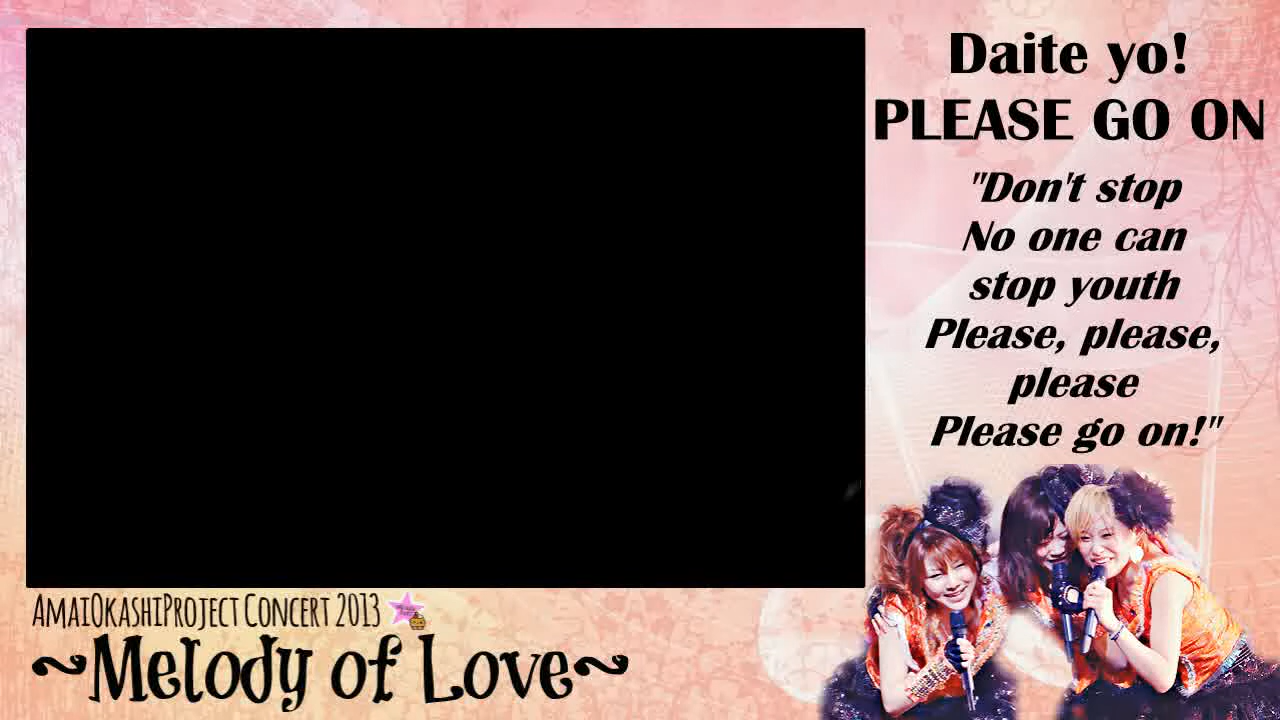 Daite yo!
PLEASE GO ON
"Don't stop
No one can
stop youth
Please, please,
please
Please go on!"
AmaiOkashiProject Concert 2013
~Melody of Love~